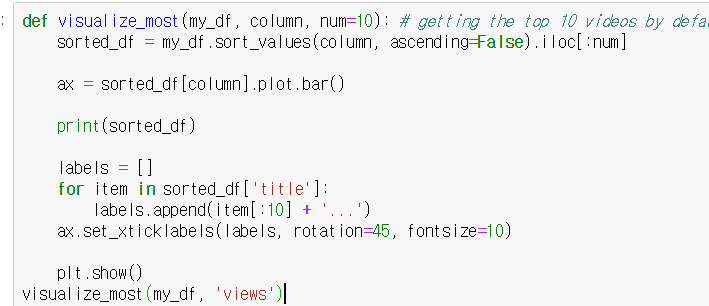 def visualize_most(my_df, column, num=10): # getting the top 10 videos by
    sorted_df = my_df.sort_values(column, ascending=False).iloc[:num]
    ax = sorted_df[column].plot.bar()
    print(sorted_df)
    labels = []
    for item in sorted_df['title']:
        labels.append(item[:10] + '...')
    ax.set_xticklabels(labels, rotation=45, fontsize=10)
    plt.show()
visualize_most(my_df, 'views')